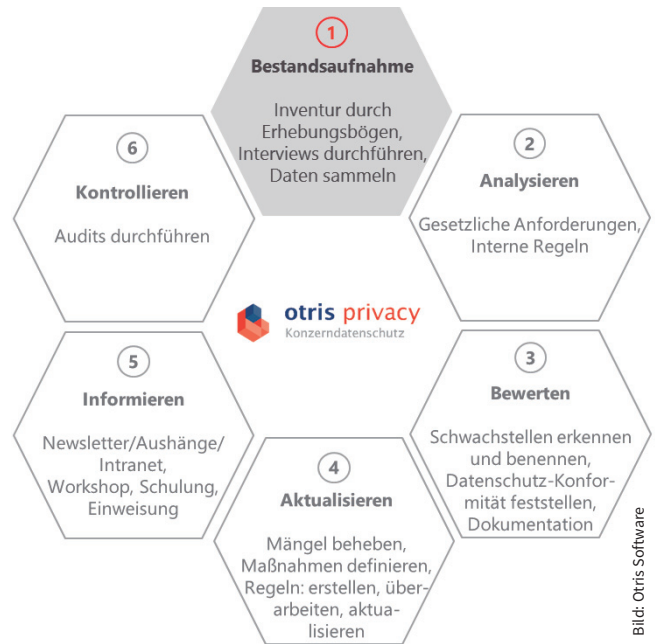 1
Bestandsaufnahme
Inventur durch
Erhebungsbögen,
Interviews durchführen,
Daten sammeln
2
Analysieren
Gesetzliche Anforderungen,
Interne Regeln
3
Bewerten
Schwachstellen erkennen
und benennen,
Datenschutz-Konfor-
mität feststellen,
Dokumentation
4
Aktualisieren
Mängel beheben,
Maßnahmen definieren,
Regeln: erstellen, über-
arbeiten, aktua-
lisieren
5
Informieren
Newsletter/Aushänge/
Intranet,
Workshop, Schulung,
Einweisung
6
Kontrollieren
Audits durchführen
otris privacy
Konzerndatenschutz
Bild: Otris Software